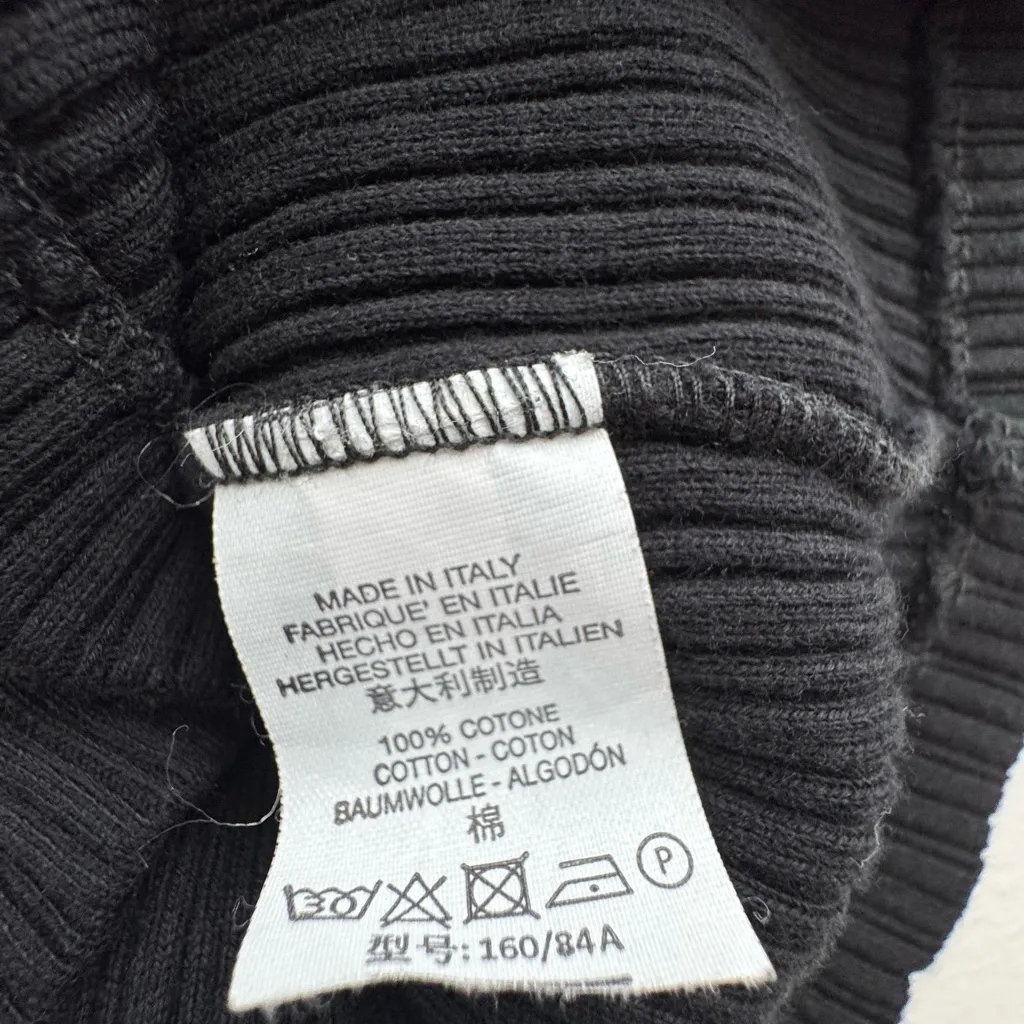 MADE IN ITALY
FABRIQUE' EN ITALIE
HECHO EN ITALIA
HERGESTELLT IN ITALIEN
意大利制造
100% COTONE
COTTON - COTON
BAUMWOLLE - ALGODÓN
棉
30
P
型号: 160/84A